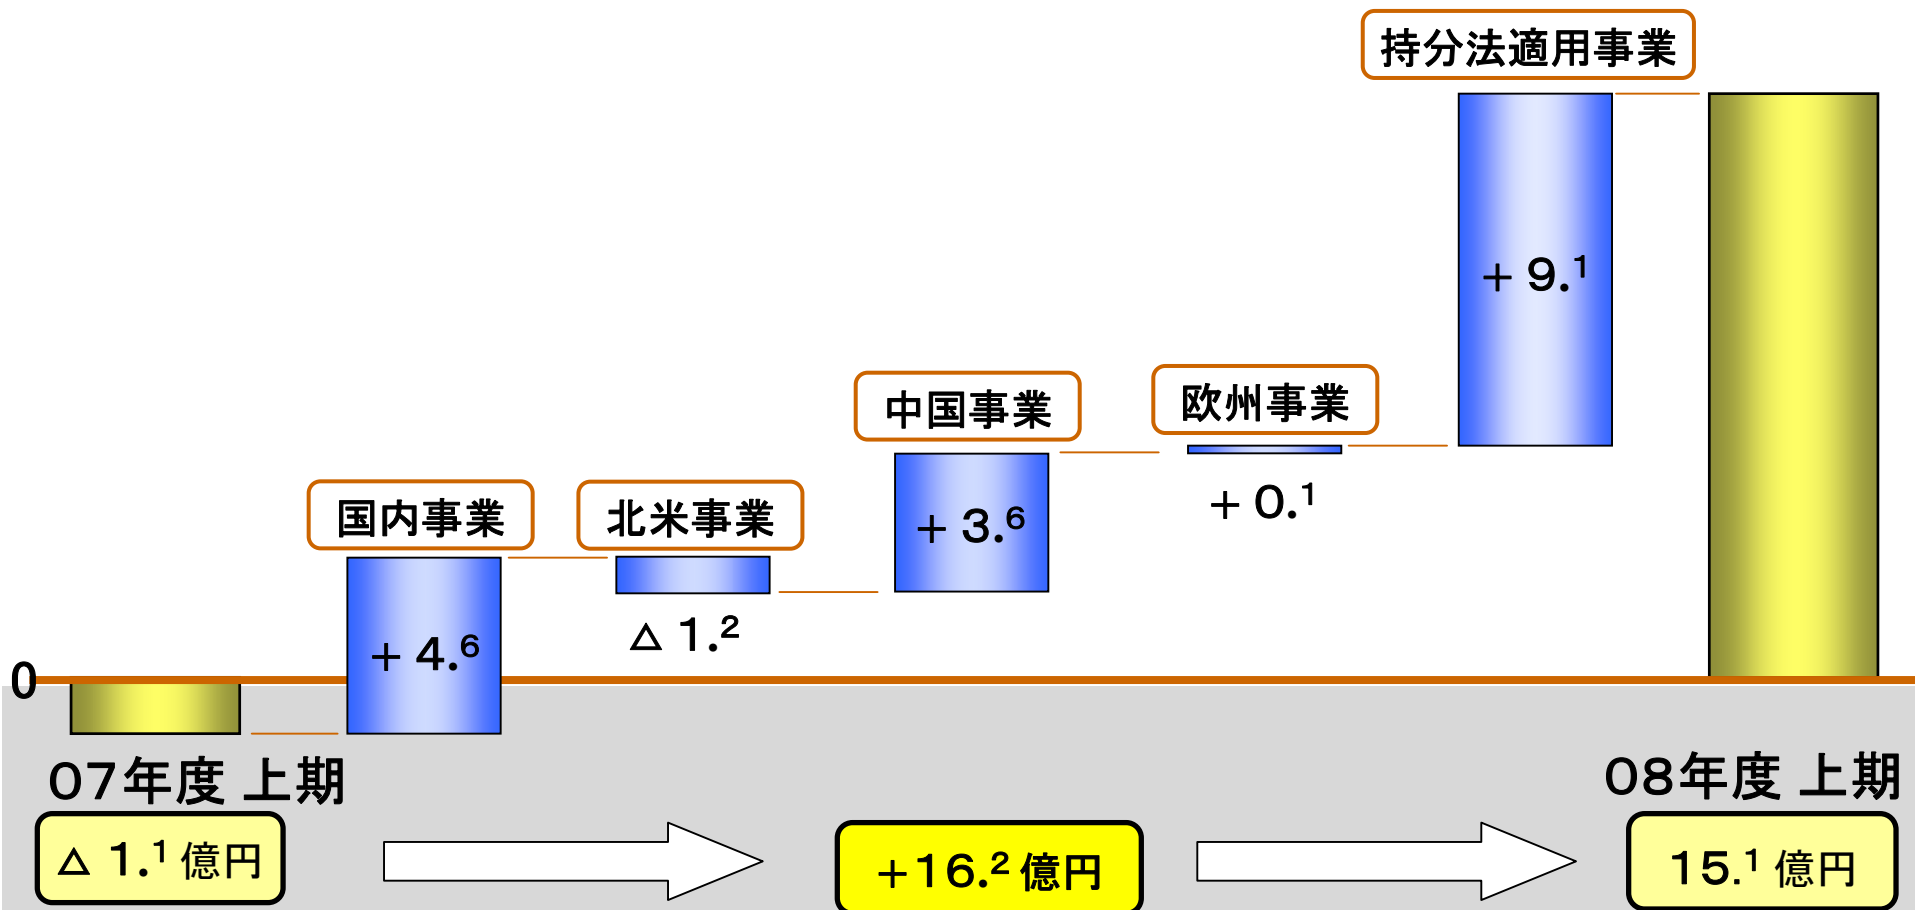 持分法適用事業
+ 9.1
中国事業
欧州事業
+ 3.6
+ 0.1
国内事業
北米事業
+ 4.6
△ 1.2
0
07年度 上期
08年度 上期
△ 1.1 億円
+16.2 億円
15.1 億円